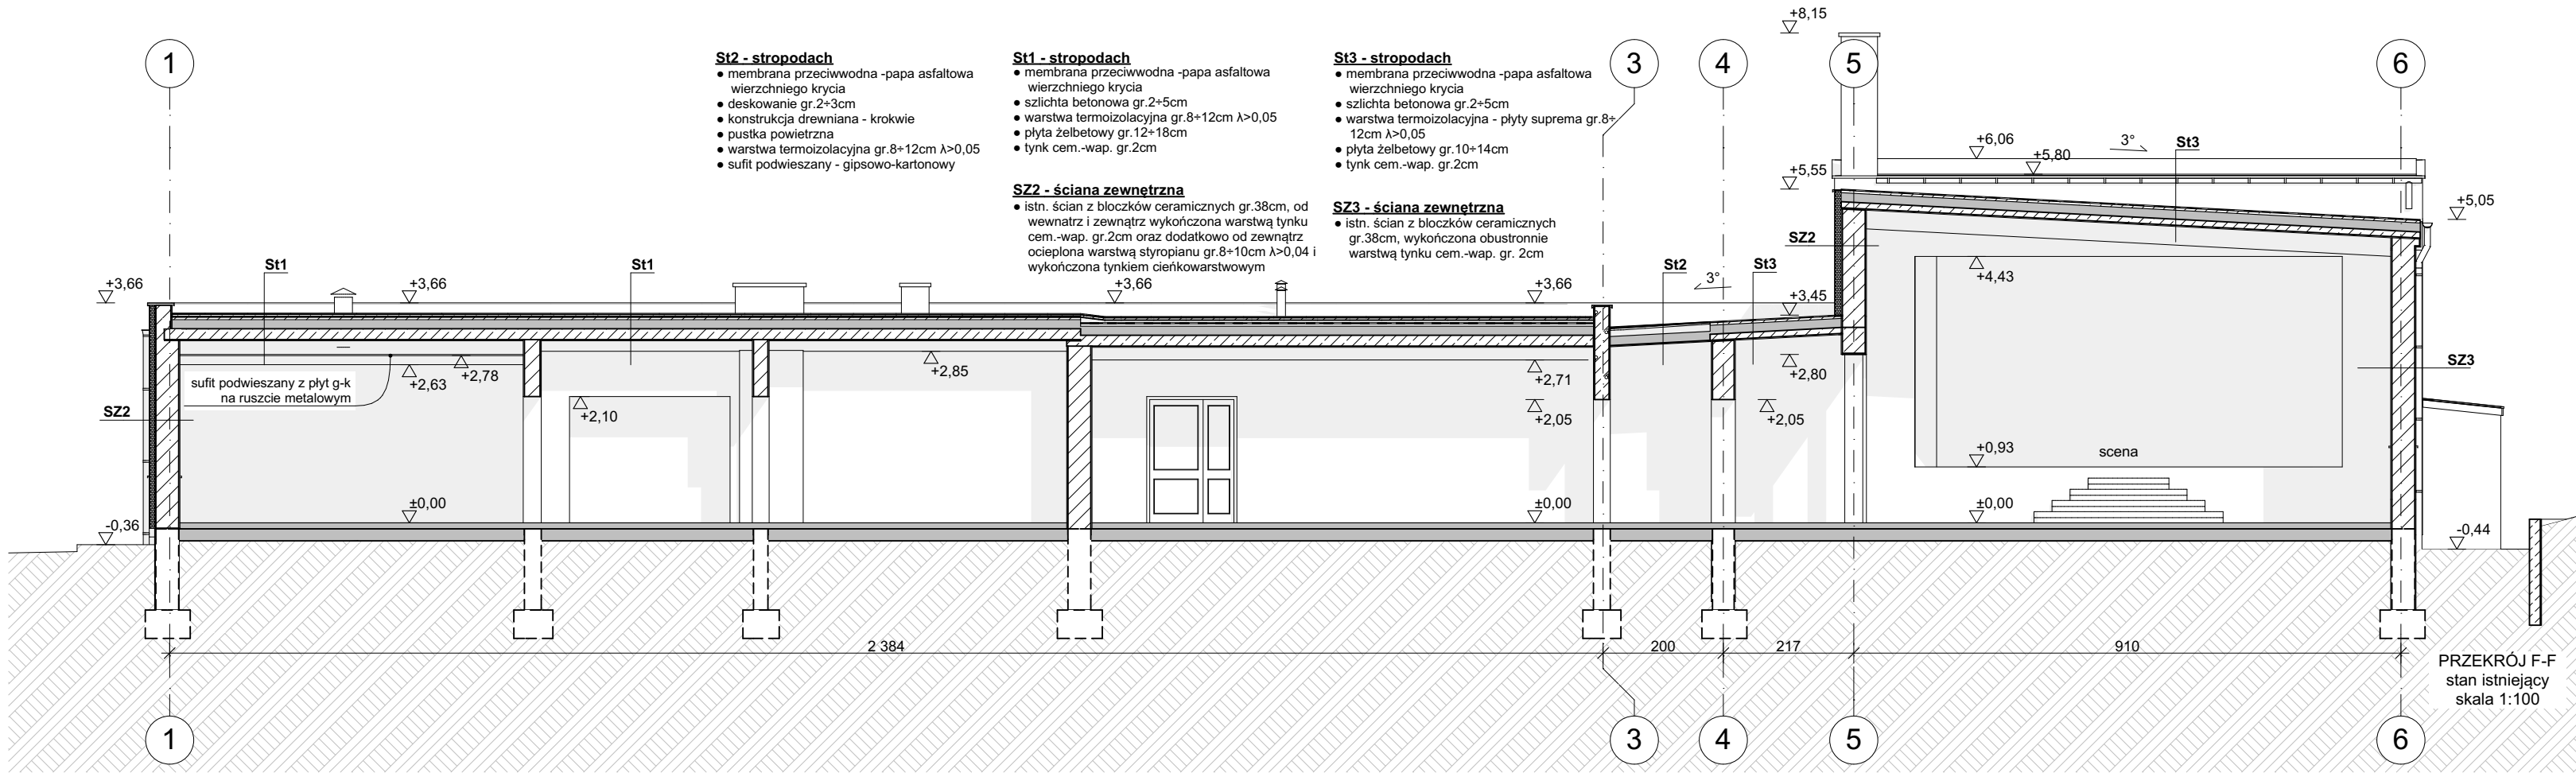 +8,15
1
3
4
5
6
St2 - stropodach
● membrana przeciwwodna -papa asfaltowa
wierzchniego krycia
● deskowanie gr.2÷3cm
● konstrukcja drewniana - krokwie
● pustka powietrzna
● warstwa termoizolacyjna gr.8÷12cm λ>0,05
● sufit podwieszany - gipsowo-kartonowy
St1 - stropodach
● membrana przeciwwodna -papa asfaltowa
wierzchniego krycia
● szlichta betonowa gr.2÷5cm
● warstwa termoizolacyjna gr.8÷12cm λ>0,05
● płyta żelbetowy gr.12÷18cm
● tynk cem.-wap. gr.2cm
St3 - stropodach
● membrana przeciwwodna -papa asfaltowa
wierzchniego krycia
● szlichta betonowa gr.2÷5cm
● warstwa termoizolacyjna - płyty suprema gr.8÷
12cm λ>0,05
● płyta żelbetowy gr.10÷14cm
● tynk cem.-wap. gr.2cm
SZ2 - ściana zewnętrzna
● istn. ścian z bloczków ceramicznych gr.38cm, od
wewnatrz i zewnątrz wykończona warstwą tynku
cem.-wap. gr.2cm oraz dodatkowo od zewnątrz
ocieplona warstwą styropianu gr.8÷10cm λ>0,04 i
wykończona tynkiem cieńkowarstwowym
SZ3 - ściana zewnętrzna
● istn. ścian z bloczków ceramicznych
gr.38cm, wykończona obustronnie
warstwą tynku cem.-wap. gr. 2cm
+6,06
3°
St3
+5,80
+5,55
+5,05
SZ2
St1
St1
St2
St3
+4,43
3°
+3,66
+3,66
+3,66
+3,66
+3,45
SZ3
+2,63
+2,78
+2,85
+2,71
+2,80
sufit podwieszany z płyt g-k
na ruszcie metalowym
SZ2
+2,10
+2,05
+2,05
+0,93
scena
±0,00
±0,00
±0,00
-0,36
-0,44
2 384
200
217
910
PRZEKRÓJ F-F
stan istniejący
skala 1:100
1
3
4
5
6